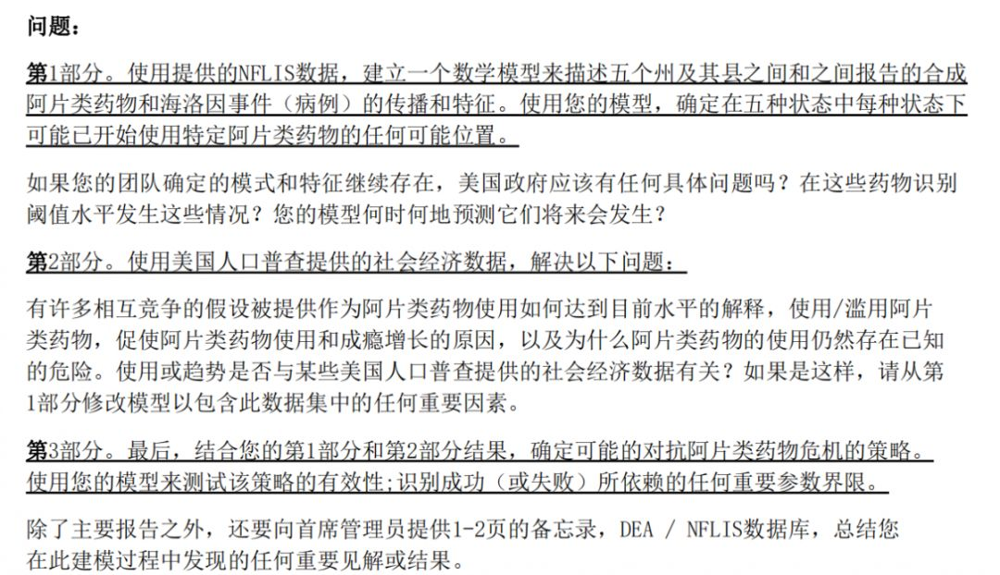 问题：
第1部分。使用提供的NFLIS数据，建立一个数学模型来描述五个州及其县之间和之间报告的合成
阿片类药物和海洛因事件（病例）的传播和特征。使用您的模型，确定在五种状态中每种状态下
可能已开始使用特定阿片类药物的任何可能位置。
如果您的团队确定的模式和特征继续存在，美国政府应该有任何具体问题吗？在这些药物识别
阈值水平发生这些情况？您的模型何时何地预测它们将来会发生？
第2部分。使用美国人口普查提供的社会经济数据，解决以下问题：
有许多相互竞争的假设被提供作为阿片类药物使用如何达到目前水平的解释，使用/滥用阿片
类药物，促使阿片类药物使用和成瘾增长的原因，以及为什么阿片类药物的使用仍然存在已知
的危险。使用或趋势是否与某些美国人口普查提供的社会经济数据有关？如果是这样，请从第
1部分修改模型以包含此数据集中的任何重要因素。
第3部分。最后，结合您的第1部分和第2部分结果，确定可能的对抗阿片类药物危机的策略。
使用您的模型来测试该策略的有效性;识别成功（或失败）所依赖的任何重要参数界限。
除了主要报告之外，还要向首席管理员提供1-2页的备忘录，DEA / NFLIS数据库，总结您
在此建模过程中发现的任何重要见解或结果。